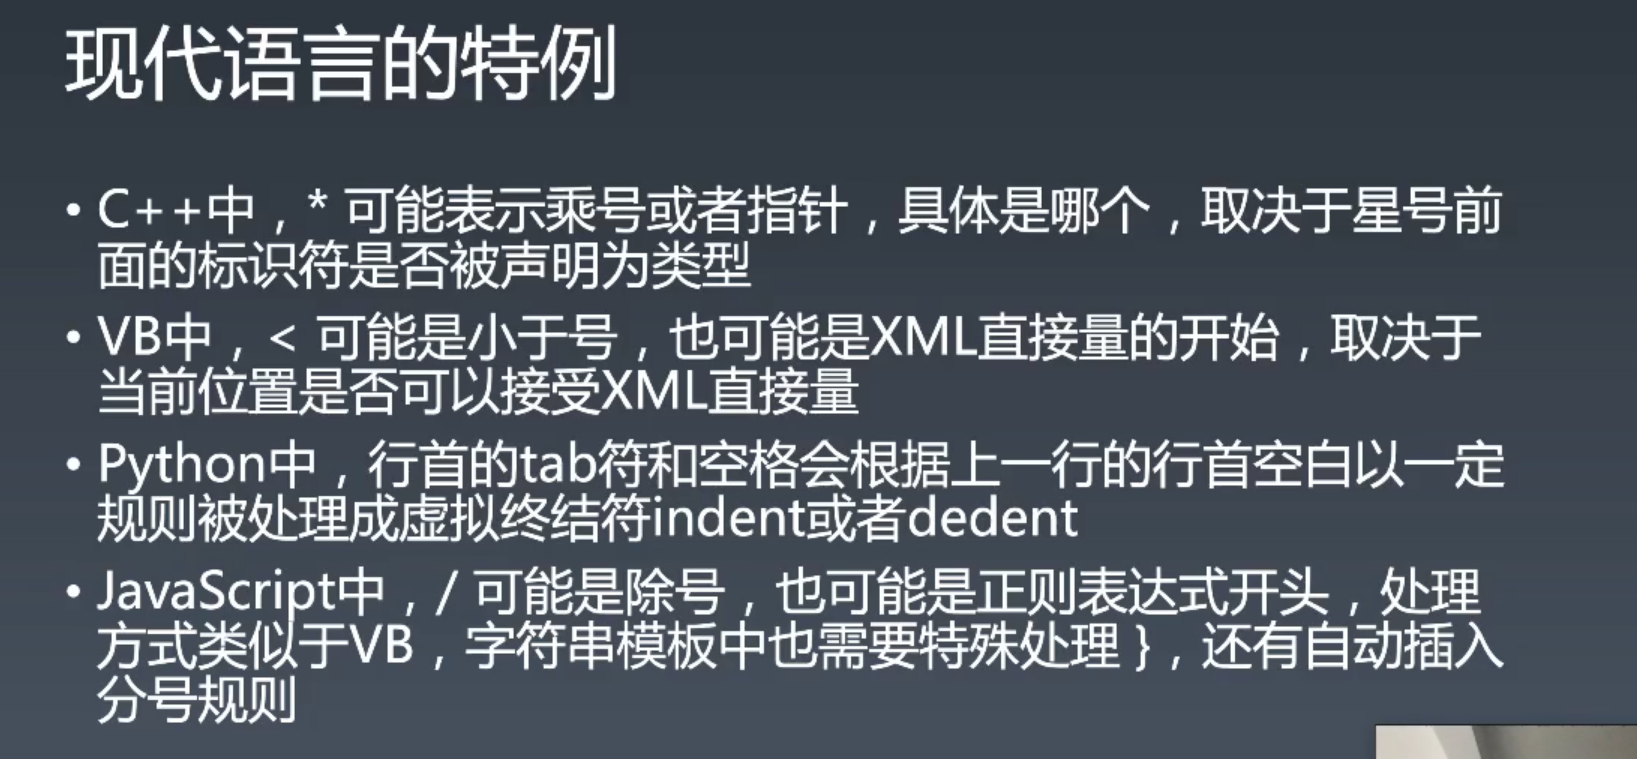 现代语言的特例
• C++中，* 可能表示乘号或者指针，具体是哪个，取决于星号前
面的标识符是否被声明为类型
• VB中，< 可能是小于号，也可能是XML直接量的开始，取决于
当前位置是否可以接受XML直接量
• Python中，行首的tab符和空格会根据上一行的行首空白以一定
规则被处理成虚拟终结符indent或者dedent
• JavaScript中，/ 可能是除号，也可能是正则表达式开头，处理
方式类似于VB，字符串模板中也需要特殊处理 }，还有自动插入
分号规则